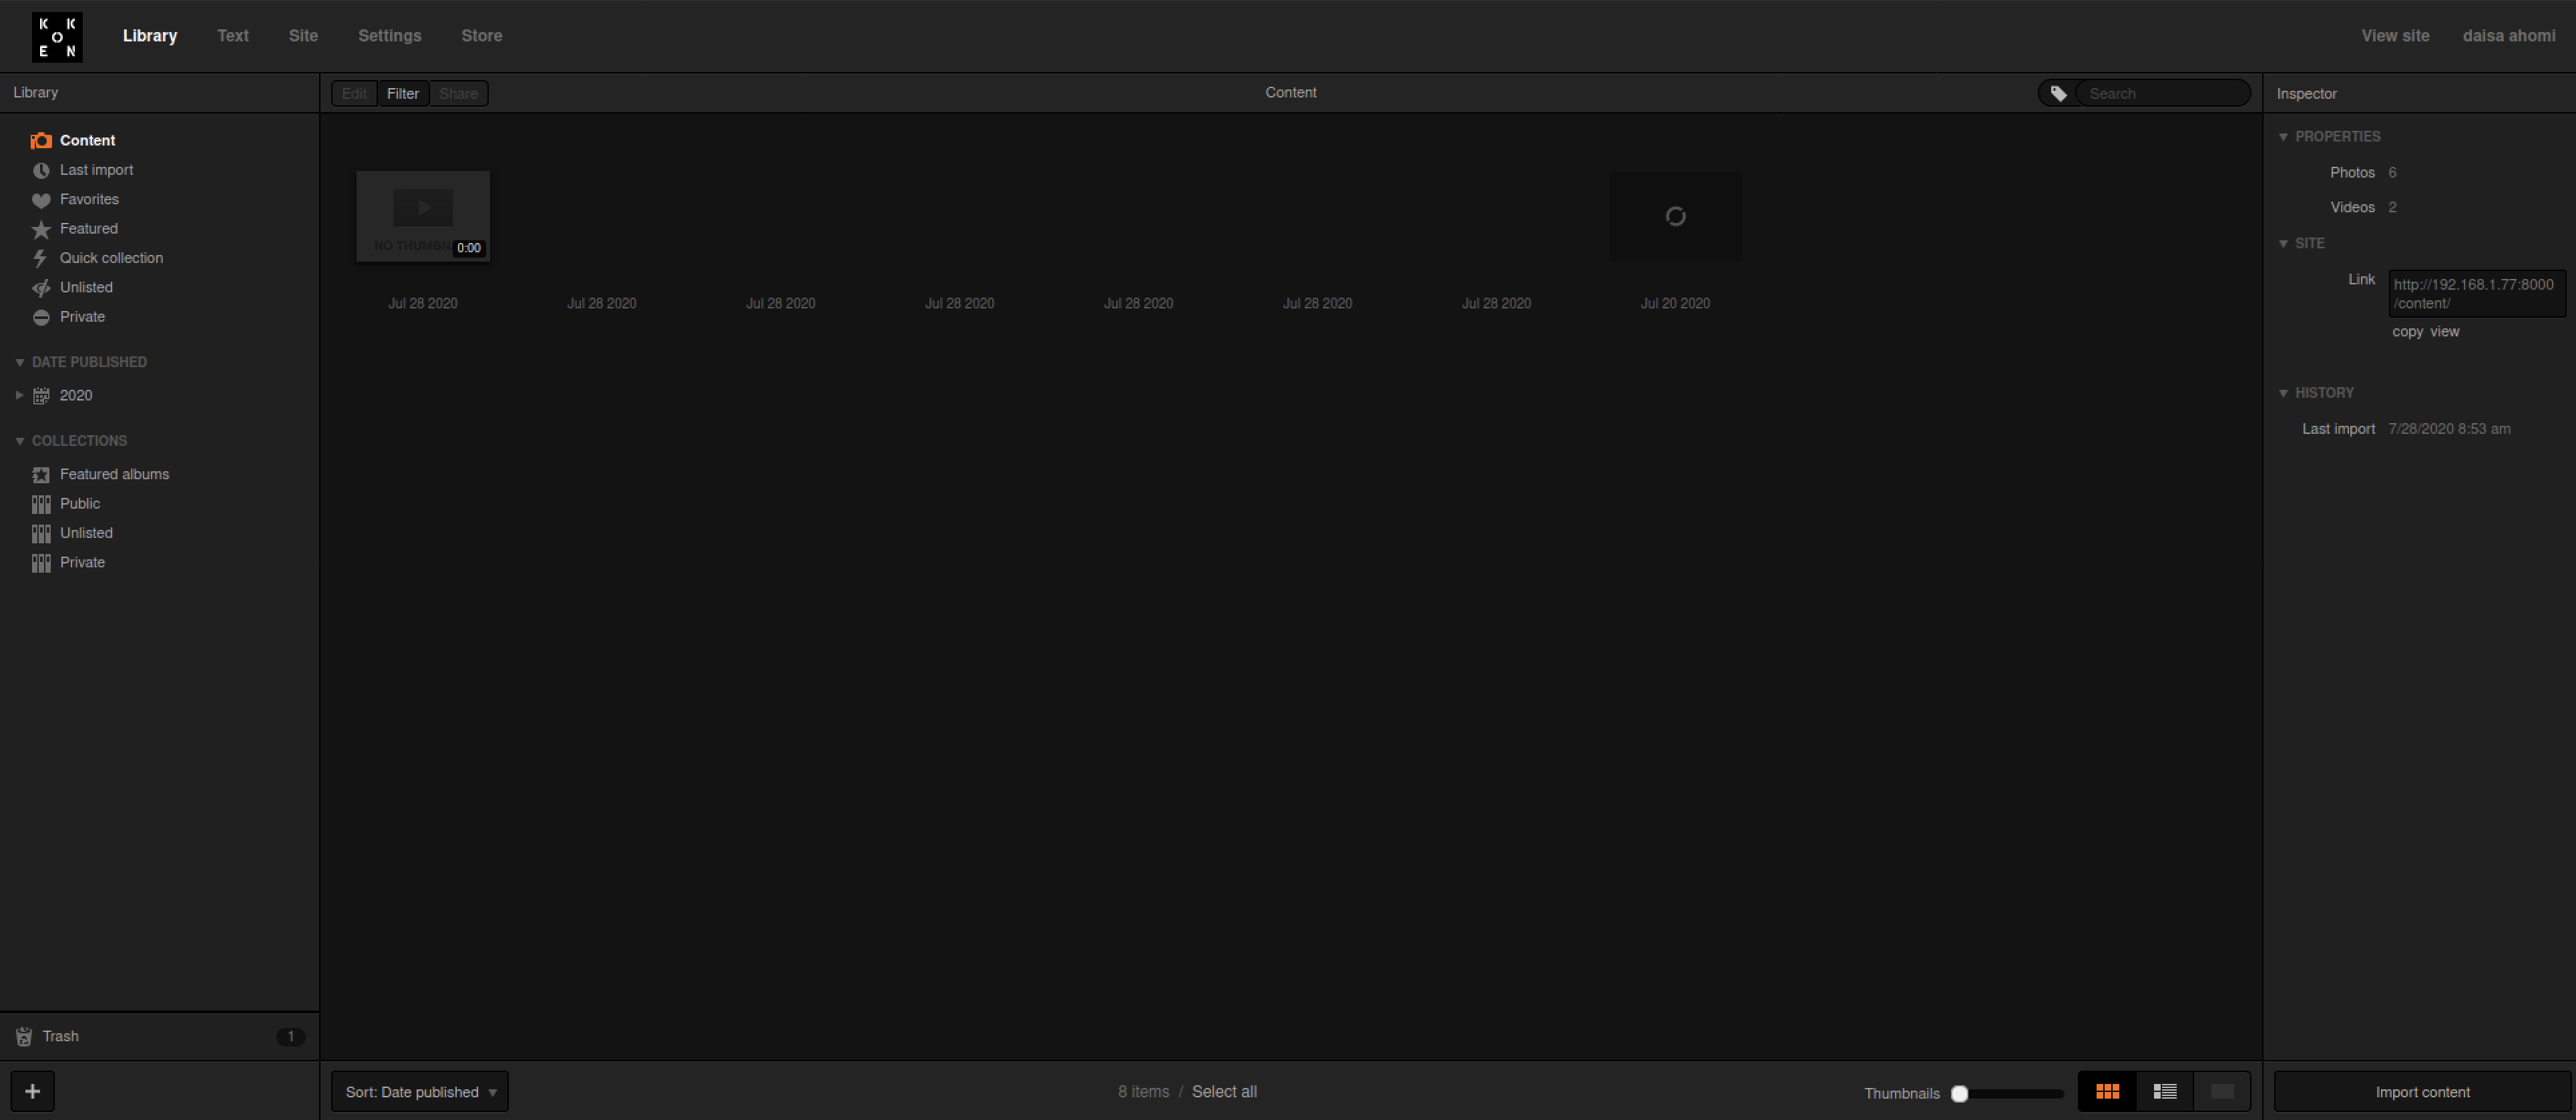 K K
O
E N
Library
Text
Site
Settings
Store
View site
daisa ahomi
Library
Edit
Filter
Share
Content
Search
Inspector
Content
Last import
Favorites
Featured
Quick collection
Unlisted
Private
DATE PUBLISHED
2020
COLLECTIONS
Featured albums
Public
Unlisted
Private
Trash
1
NO THUMBN
0:00
Jul 28 2020
Jul 28 2020
Jul 28 2020
Jul 28 2020
Jul 28 2020
Jul 28 2020
Jul 28 2020
Jul 20 2020
PROPERTIES
Photos 6
Videos 2
SITE
Link http://192.168.1.77:8000
/content/
copy view
HISTORY
Last import 7/28/2020 8:53 am
+
Sort: Date published
8 items / Select all
Thumbnails
Import content